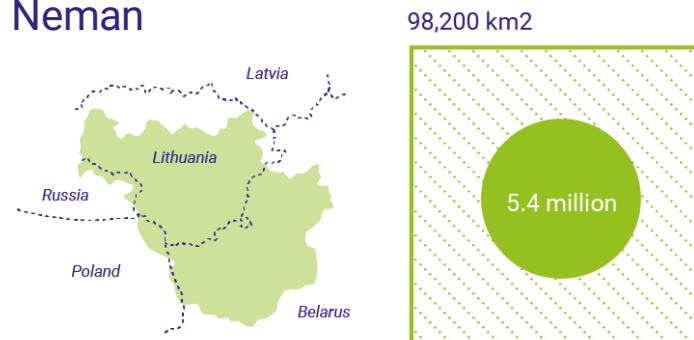 Neman
98,200 km2
Latvia
Lithuania
Russia
5.4 million
Poland
Belarus